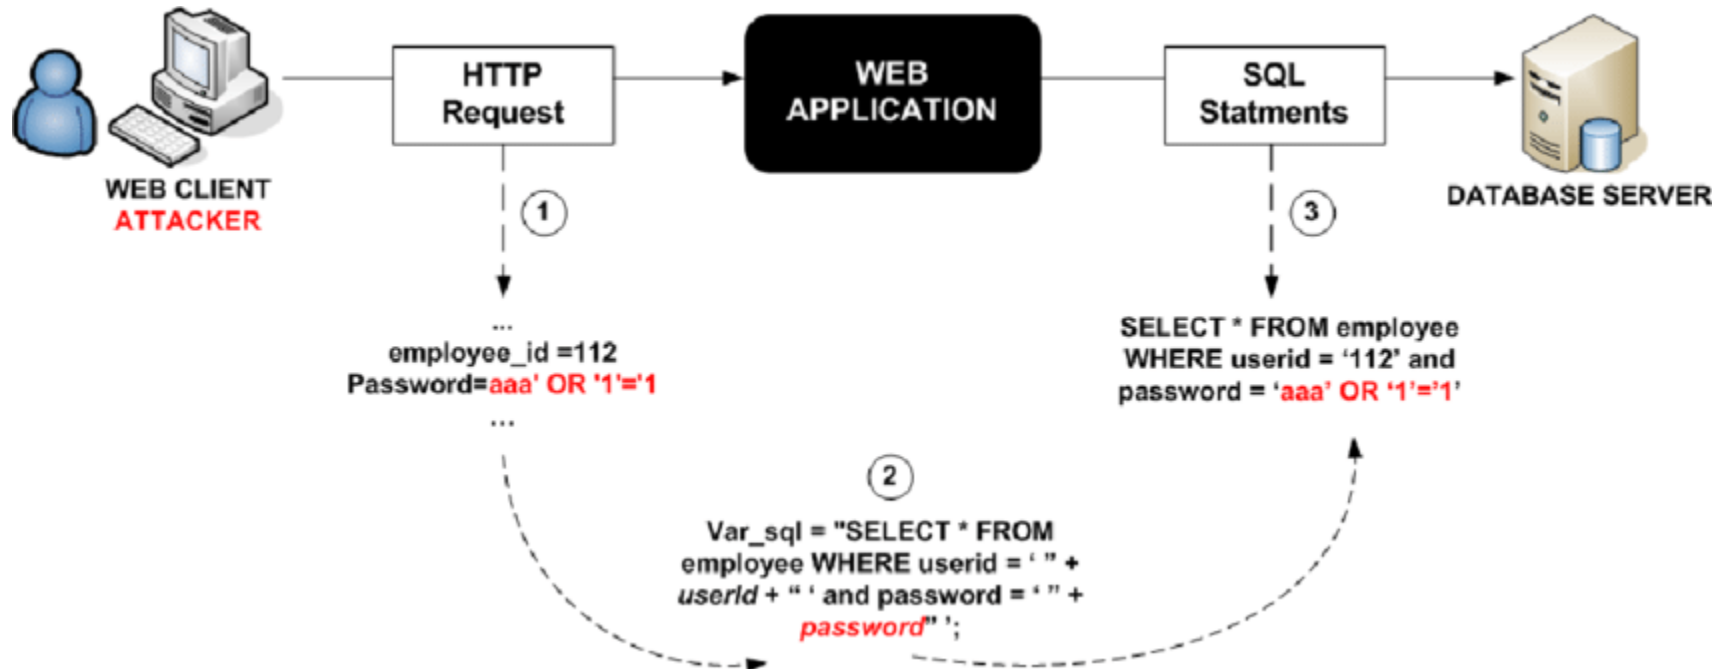 HTTP
Request
WEB
APPLICATION
SQL
Statments
WEB CLIENT
ATTACKER
DATABASE SERVER
1
3
...
employee_id =112
Password=aaa' OR '1'='1
...
SELECT * FROM employee
WHERE userid = ‘112’ and
password = ‘aaa’ OR ‘1’=’1’
2
Var_sql = "SELECT * FROM
employee WHERE userid = ‘ ” +
userId + “ ‘ and password = ‘ ” +
password” ‘;